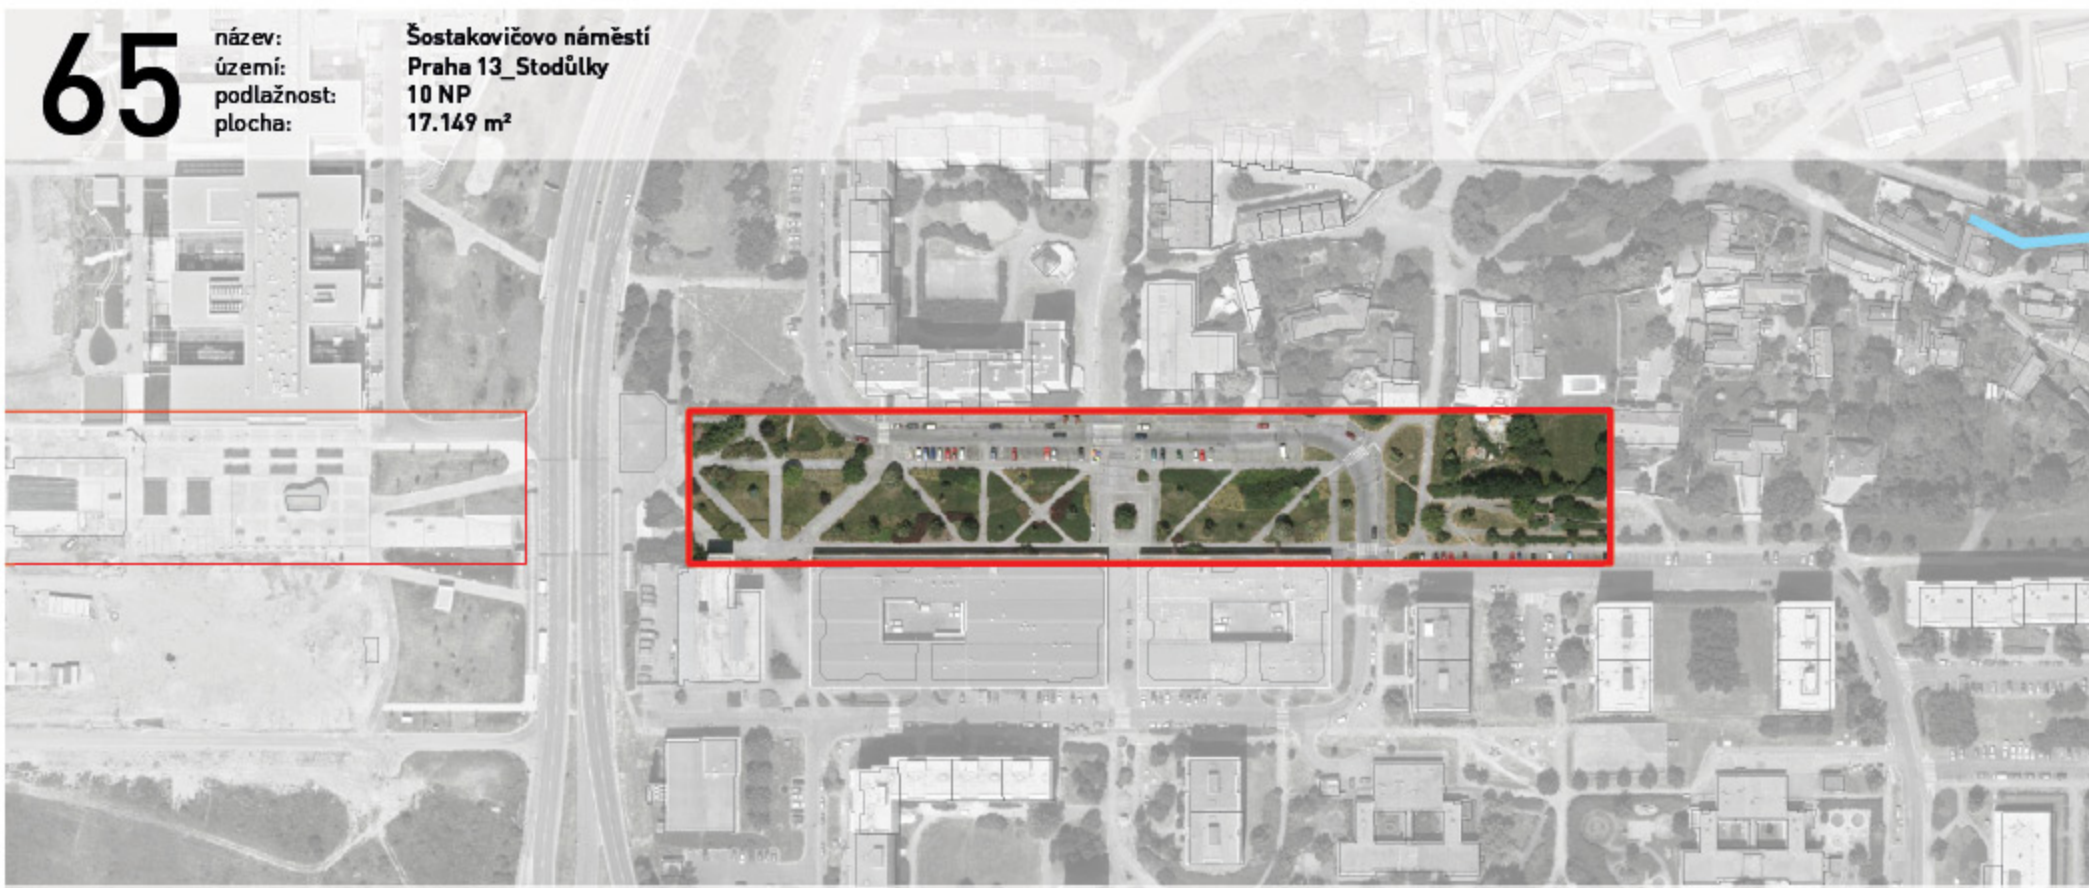 65
název: Šostakovičovo náměstí
území: Praha 13_Stodůlky
podlažnost: 10 NP
plocha: 17.149 m²